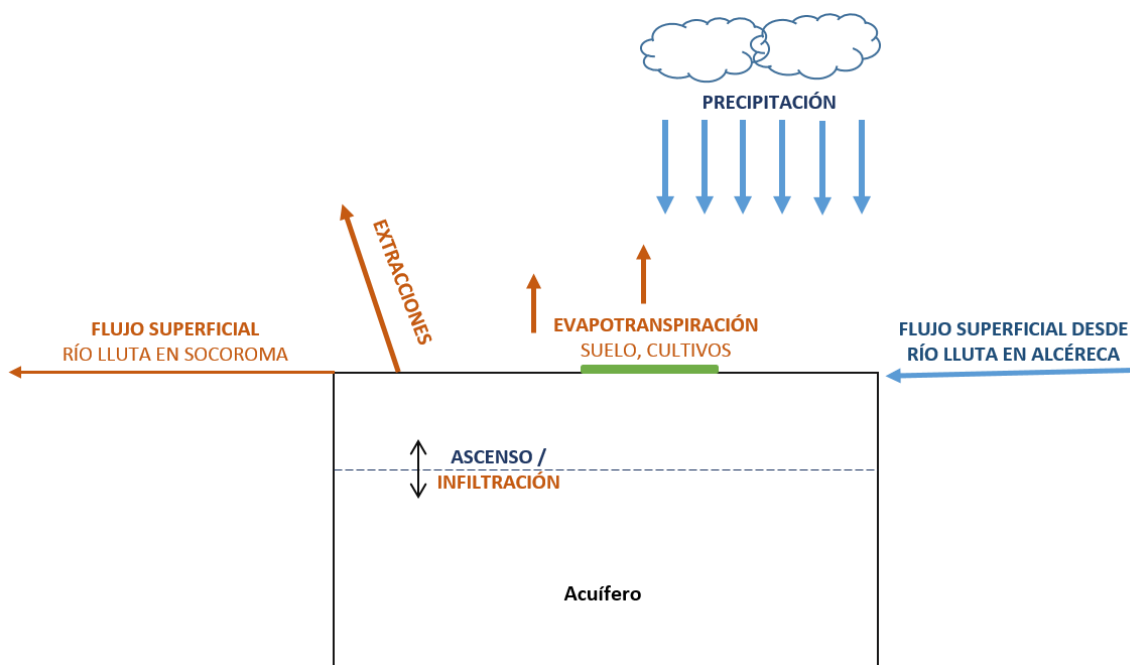 PRECIPITACIÓN
EXTRACCIONES
FLUJO SUPERFICIAL
RÍO LLUTA EN SOCOROMA
EVAPOTRANSPIRACIÓN
SUELO, CULTIVOS
FLUJO SUPERFICIAL DESDE
RÍO LLUTA EN ALCÉRECA
ASCENSO /
INFILTRACIÓN
Acuífero